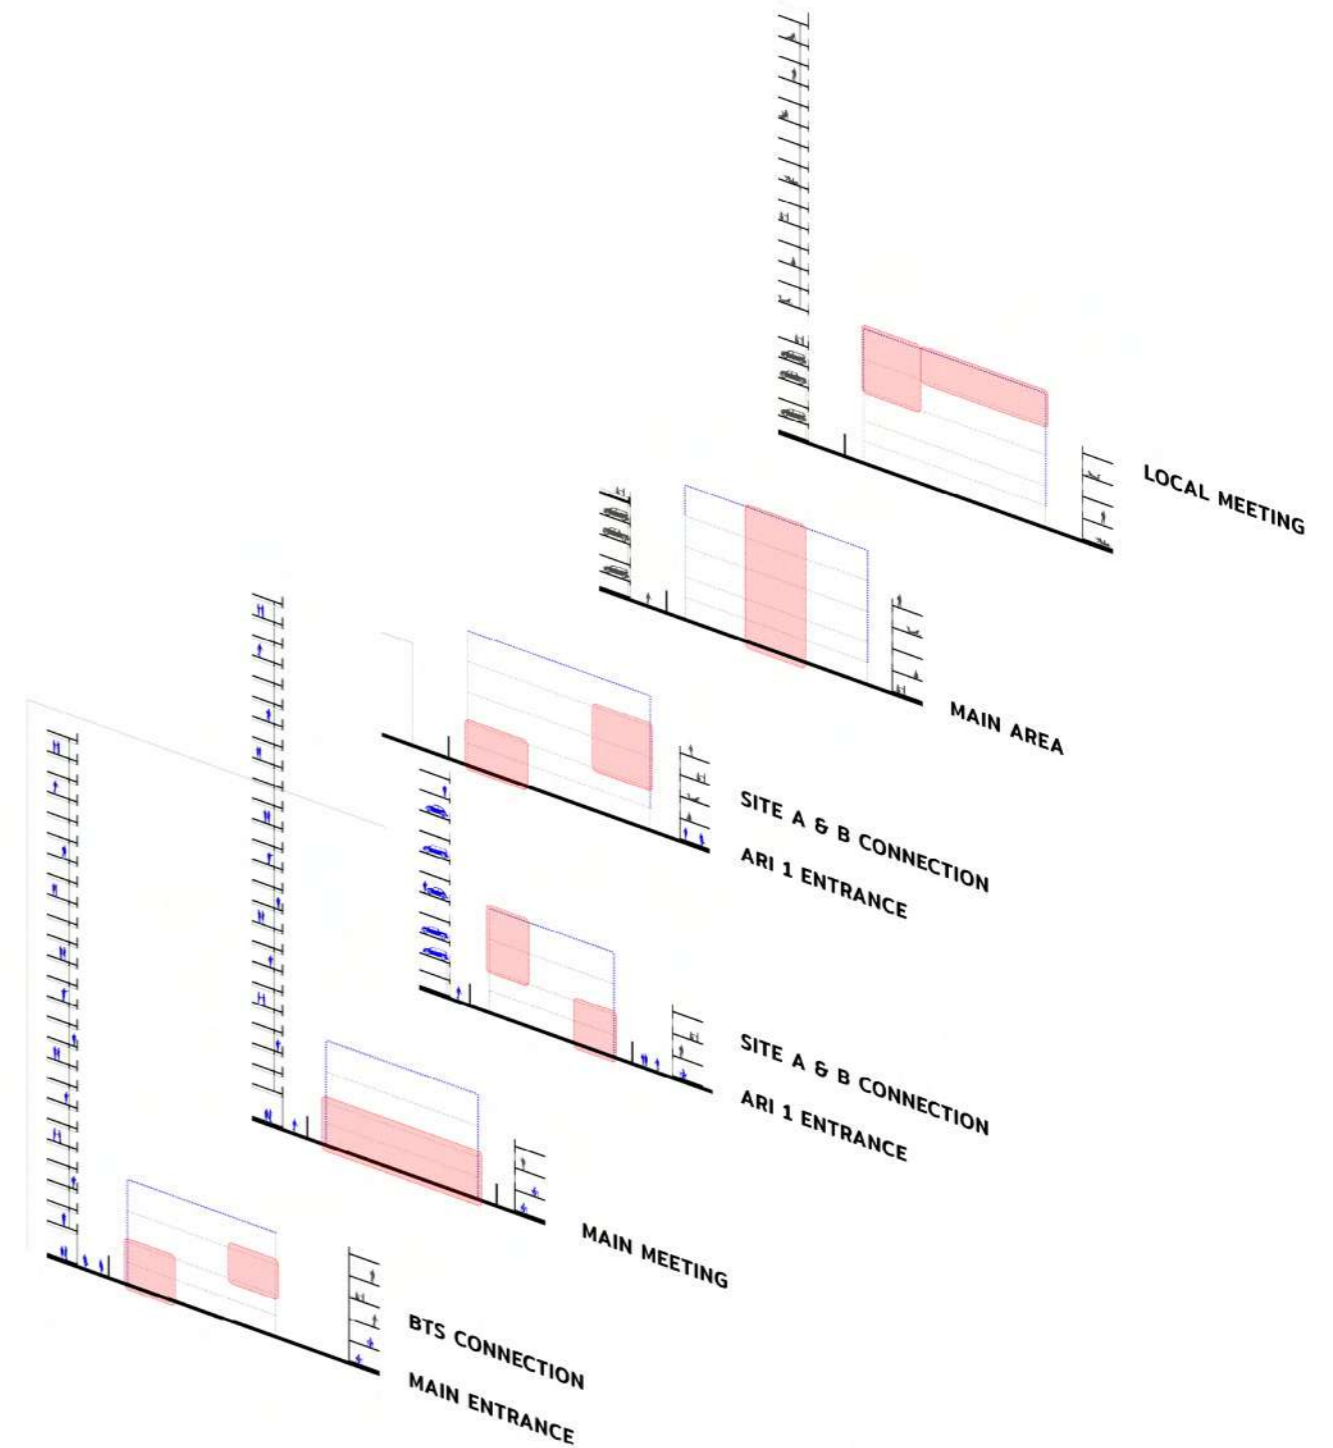 LOCAL MEETING
MAIN AREA
SITE A & B CONNECTION
ARI 1 ENTRANCE
SITE A & B CONNECTION
ARI 1 ENTRANCE
MAIN MEETING
BTS CONNECTION
MAIN ENTRANCE